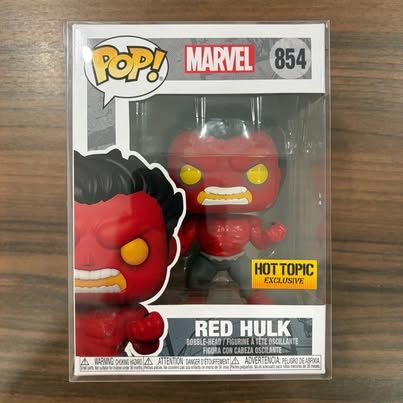 POP! MARVEL 854
HOT TOPIC
EXCLUSIVE
RED HULK
BOBBLE-HEAD / FIGURINE À TÊTE OSCILLANTE
FIGURA CON CABEZA OSCILANTE
WARNING: CHOKING HAZARD ATTENTION: DANGER D'ÉTOUFFEMENT ADVERTENCIA: PELIGRO DE ASFIXIA